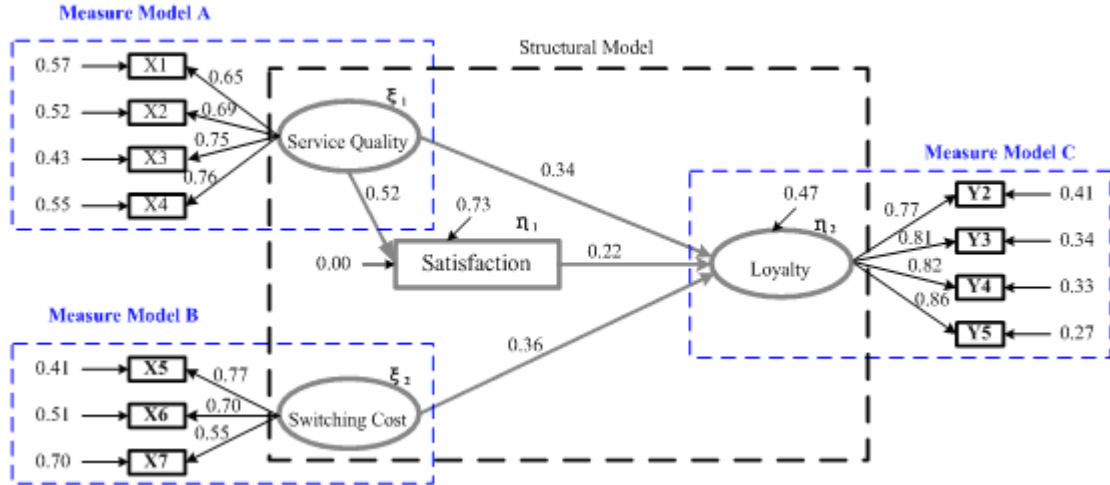 Measure Model A
Structural Model
0.57 X1 0.65
ξ1
0.52 X2 0.69
Service Quality
0.43 X3 0.75
0.55 X4 0.76
0.34
Measure Model C
0.52
0.73
η1
0.47
η2
0.77 Y2 0.41
0.81 Y3 0.34
0.00 Satisfaction 0.22 Loyalty
0.82 Y4 0.33
0.86 Y5 0.27
Measure Model B
0.36
0.41 X5 0.77
ξ2
0.51 X6 0.70 Switching Cost
0.70 X7 0.55